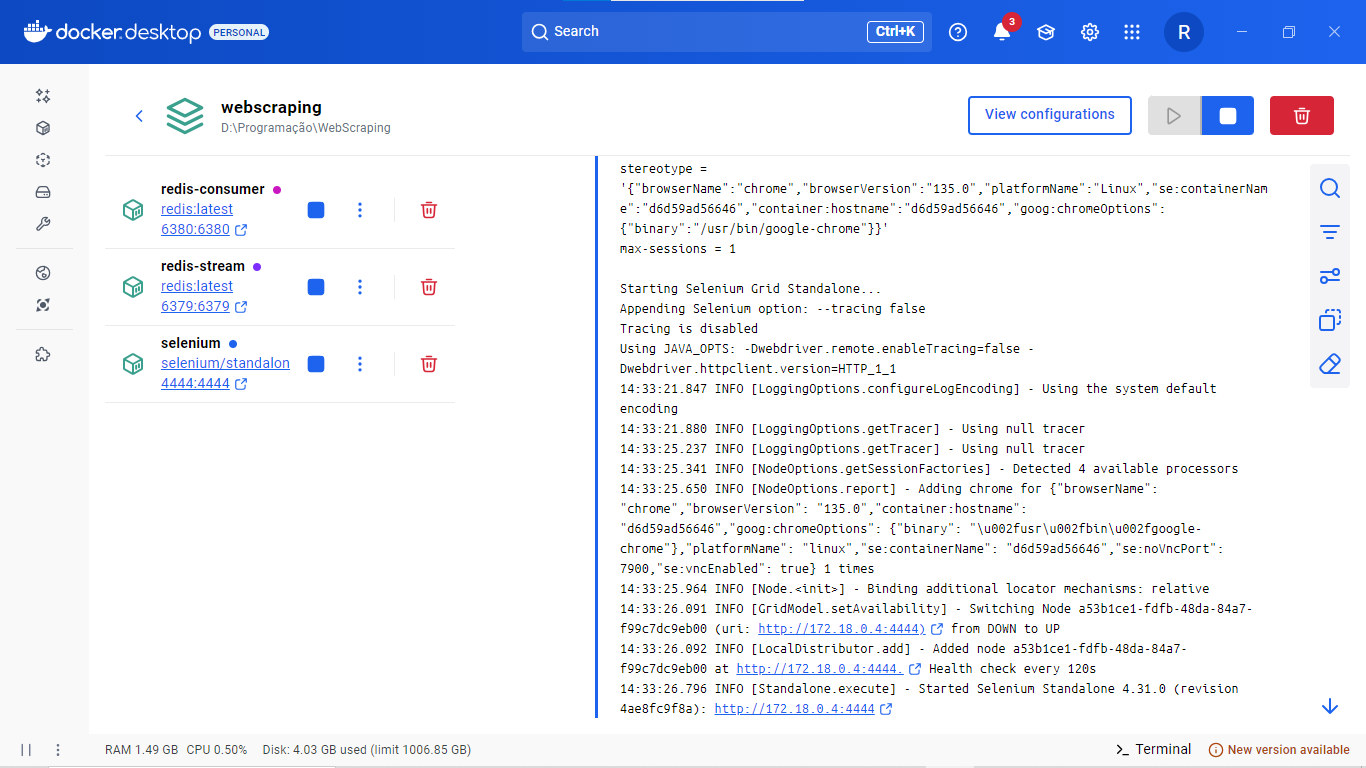 docker.desktop PERSONAL
Search Ctrl+K
3
R
webscraping
D:\Programação\WebScraping
View configurations
redis-consumer
redis:latest
6380:6380
redis-stream
redis:latest
6379:6379
selenium
selenium/standalon
4444:4444
stereotype =
'{"browserName":"chrome","browserVersion":"135.0","platformName":"Linux","se:containerNam
e":"d6d59ad56646","container:hostname":"d6d59ad56646","goog:chromeOptions":
{"binary":"/usr/bin/google-chrome"}}'
max-sessions = 1
Starting Selenium Grid Standalone...
Appending Selenium option: --tracing false
Tracing is disabled
Using JAVA_OPTS: -Dwebdriver.remote.enableTracing=false -
Dwebdriver.httpclient.version=HTTP_1_1
14:33:21.847 INFO [LoggingOptions.configureLogEncoding] - Using the system default
encoding
14:33:21.880 INFO [LoggingOptions.getTracer] - Using null tracer
14:33:25.237 INFO [LoggingOptions.getTracer] - Using null tracer
14:33:25.341 INFO [NodeOptions.getSessionFactories] - Detected 4 available processors
14:33:25.650 INFO [NodeOptions.report] - Adding chrome for {"browserName":
"chrome","browserVersion": "135.0","container:hostname":
"d6d59ad56646","goog:chromeOptions": {"binary": "\u002fusr\u002fbin\u002fgoogle-
chrome"},"platformName": "linux","se:containerName": "d6d59ad56646","se:noVncPort":
7900,"se:vncEnabled": true} 1 times
14:33:25.964 INFO [Node.<init>] - Binding additional locator mechanisms: relative
14:33:26.091 INFO [GridModel.setAvailability] - Switching Node a53b1ce1-fdfb-48da-84a7-
f99c7dc9eb00 (uri: http://172.18.0.4:4444) from DOWN to UP
14:33:26.092 INFO [LocalDistributor.add] - Added node a53b1ce1-fdfb-48da-84a7-
f99c7dc9eb00 at http://172.18.0.4:4444. Health check every 120s
14:33:26.796 INFO [Standalone.execute] - Started Selenium Standalone 4.31.0 (revision
4ae8fc9f8a): http://172.18.0.4:4444
RAM 1.49 GB CPU 0.50% Disk: 4.03 GB used (limit 1006.85 GB)
Terminal
New version available